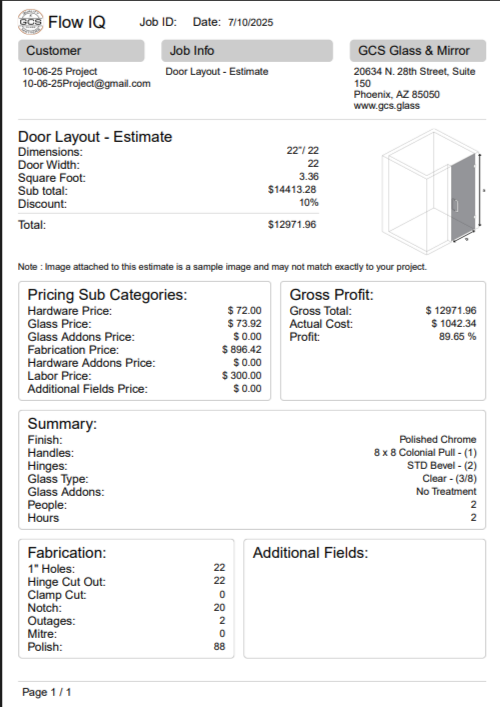 GCS
Flow IQ
Job ID: Date: 7/10/2025
Customer
10-06-25 Project
10-06-25Project@gmail.com
Job Info
Door Layout - Estimate
GCS Glass & Mirror
20634 N. 28th Street, Suite
150
Phoenix, AZ 85050
www.gcs.glass
Door Layout - Estimate
Dimensions: 22"/ 22
Door Width: 22
Square Foot: 3.36
Sub total: $14413.28
Discount: 10%
Total: $12971.96
Note : Image attached to this estimate is a sample image and may not match exactly to your project.
Pricing Sub Categories:
Hardware Price: $ 72.00
Glass Price: $ 73.92
Glass Addons Price: $ 0.00
Fabrication Price: $ 896.42
Hardware Addons Price: $ 0.00
Labor Price: $ 300.00
Additional Fields Price: $ 0.00
Gross Profit:
Gross Total: $ 12971.96
Actual Cost: $ 1042.34
Profit: 89.65 %
Summary:
Finish: Polished Chrome
Handles: 8 x 8 Colonial Pull - (1)
Hinges: STD Bevel - (2)
Glass Type: Clear - (3/8)
Glass Addons: No Treatment
People: 2
Hours 2
Fabrication:
1" Holes: 22
Hinge Cut Out: 22
Clamp Cut: 0
Notch: 20
Outages: 2
Mitre: 0
Polish: 88
Additional Fields:
Page 1 / 1